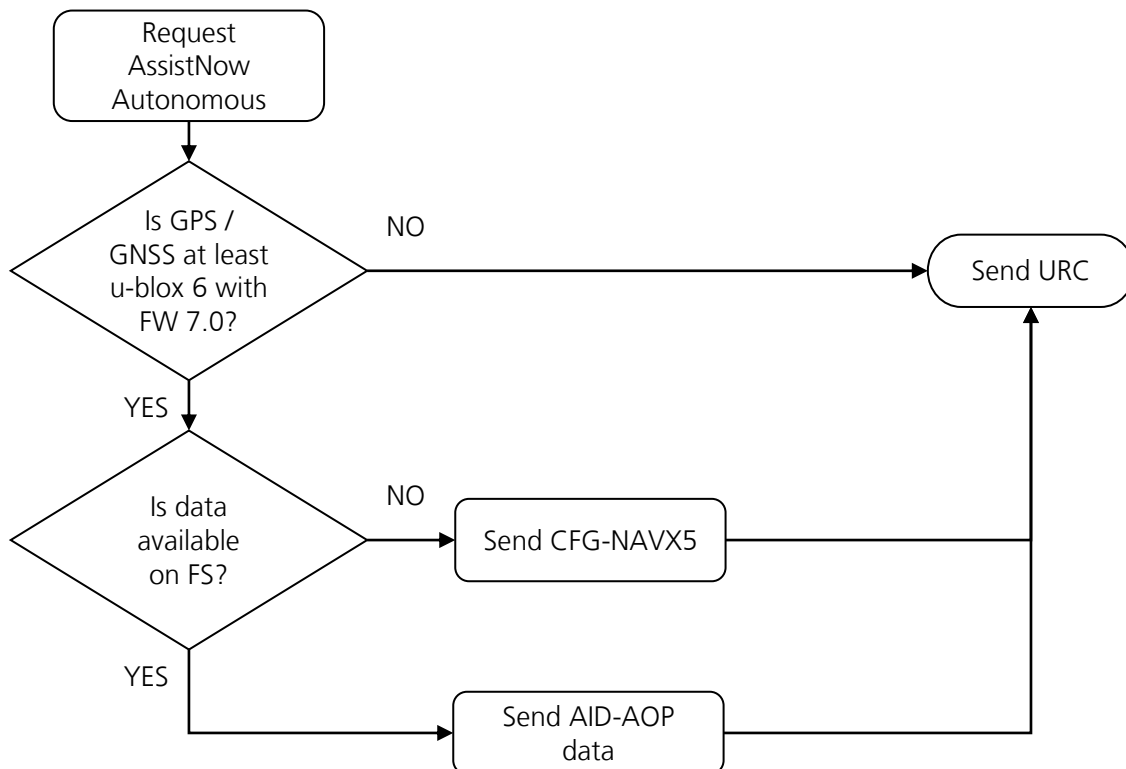 Request
AssistNow
Autonomous
Is GPS /
GNSS at least
u-blox 6 with
FW 7.0?
NO
Send URC
YES
Is data
available
on FS?
NO
Send CFG-NAVX5
YES
Send AID-AOP
data